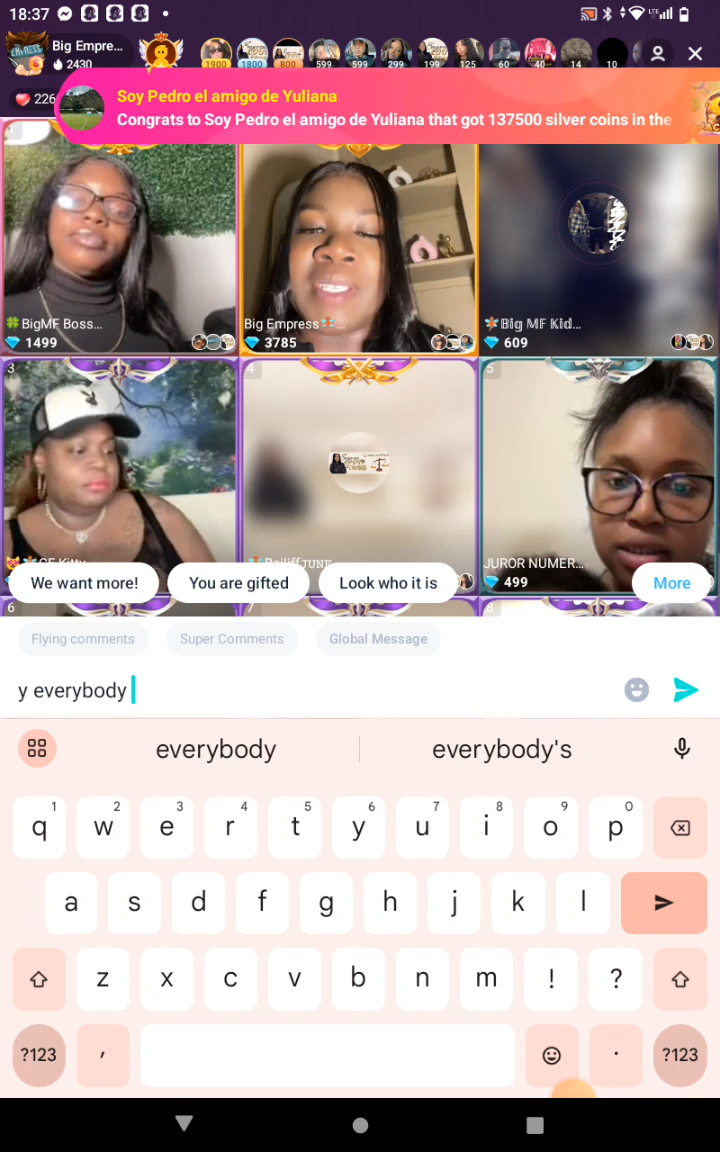 18:37
LTE
Big Empre...
2430
1900
1800
800
599
599
299
199
125
60
40
14
10
226
Soy Pedro el amigo de Yuliana
Congrats to Soy Pedro el amigo de Yuliana that got 137500 silver coins in the
🍀BigMF Boss...
1499
Big Empress🧚...
3785
🧚𝔹𝕚𝕘 𝕄𝔽 𝕂𝕚𝕕...
609
3
5
JUROR NUMER...
499
We want more!
You are gifted
Look who it is
More
6
7
8
Flying comments
Super Comments
Global Message
y everybody
everybody
everybody's
1 2 3 4 5 6 7 8 9 0
q w e r t y u i o p
a s d f g h j k l
z x c v b n m ! ?
?123 , . ?123